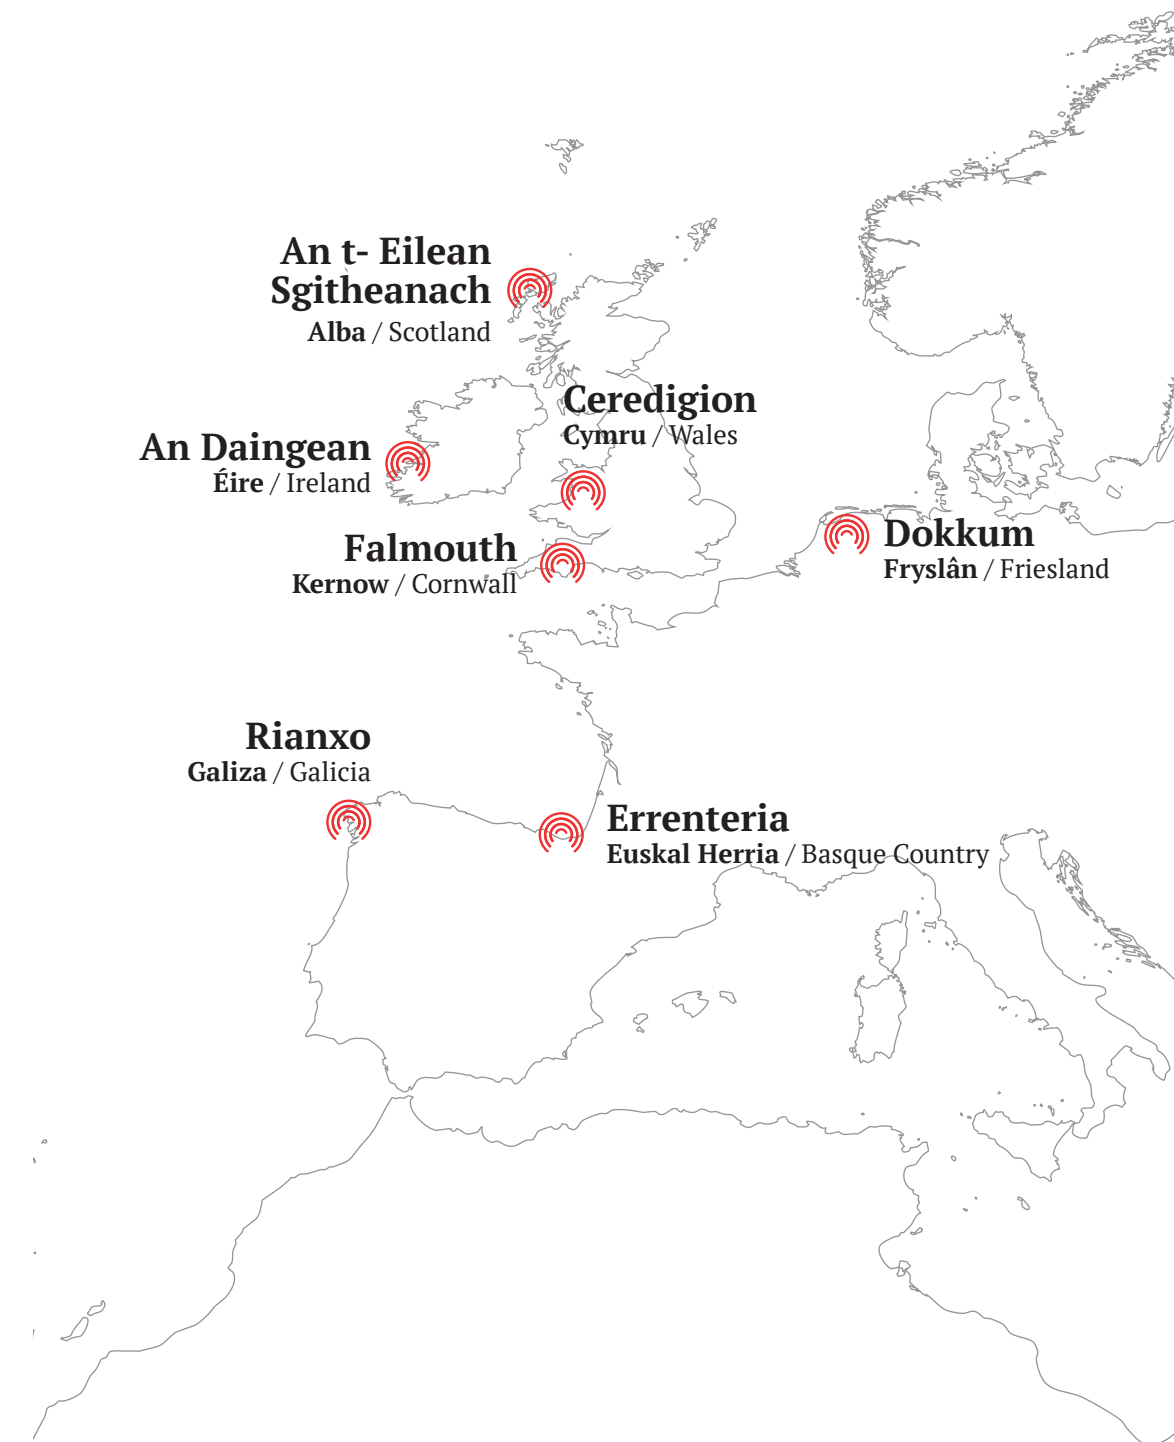 An t- Eilean
Sgitheanach
Alba / Scotland
Ceredigion
Cymru / Wales
An Daingean
Éire / Ireland
Dokkum
Fryslân / Friesland
Falmouth
Kernow / Cornwall
Rianxo
Galiza / Galicia
Errenteria
Euskal Herria / Basque Country